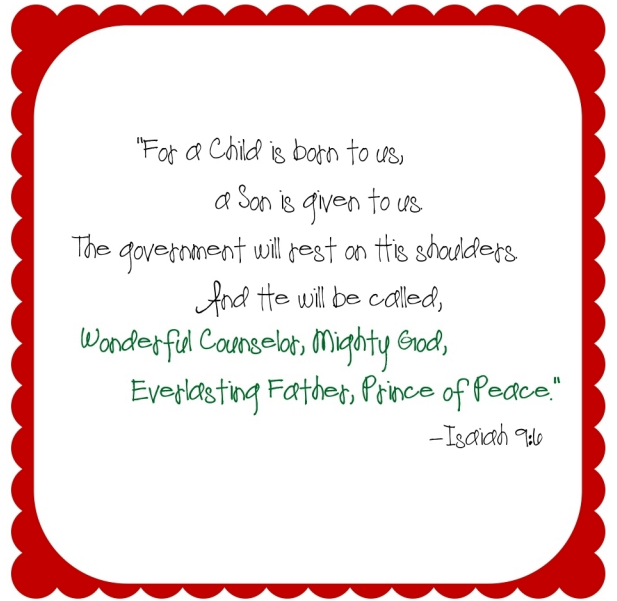 "For a Child is born to us,
a Son is given to us.
The government will rest on His shoulders.
And He will be called,
Wonderful Counselor, Mighty God,
Everlasting Father, Prince of Peace."
-Isaiah 9:6